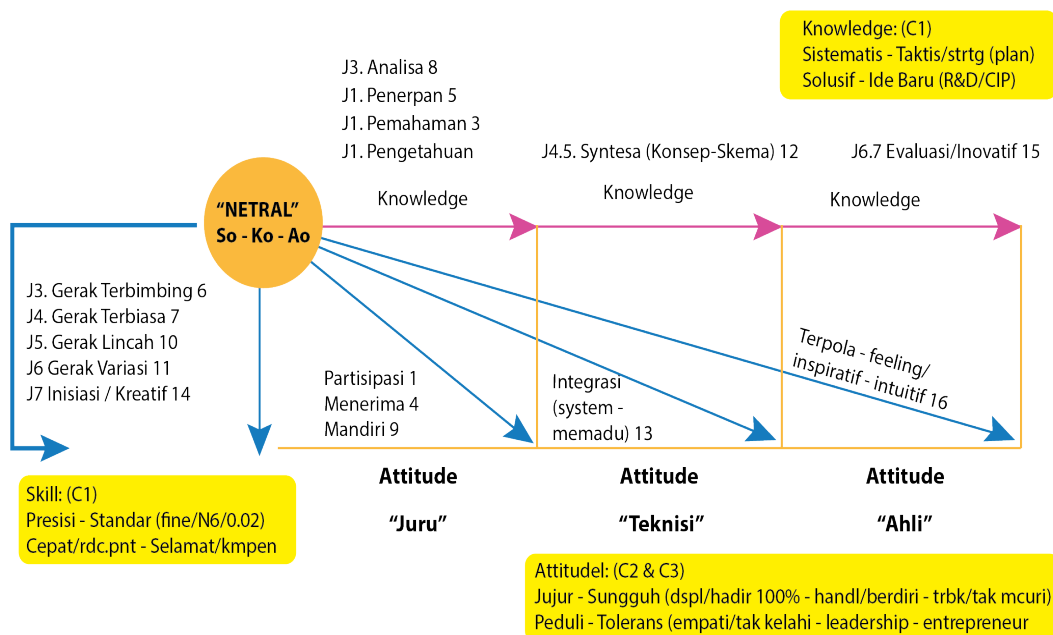 Knowledge: (C1)
Sistematis - Taktis/strtg (plan)
Solusif - Ide Baru (R&D/CIP)
J3. Analisa 8
J1. Penerpan 5
J1. Pemahaman 3
J1. Pengetahuan
J4.5. Syntesa (Konsep-Skema) 12
J6.7 Evaluasi/Inovatif 15
Knowledge
Knowledge
Knowledge
“NETRAL”
So - Ko - Ao
J3. Gerak Terbimbing 6
J4. Gerak Terbiasa 7
J5. Gerak Lincah 10
J6 Gerak Variasi 11
J7 Inisiasi / Kreatif 14
Partisipasi 1
Menerima 4
Mandiri 9
Integrasi
(system -
memadu) 13
Terpola - feeling/
inspiratif - intuitif 16
Attitude
“Juru”
Attitude
“Teknisi”
Attitude
“Ahli”
Skill: (C1)
Presisi - Standar (fine/N6/0.02)
Cepat/rdc.pnt - Selamat/kmpen
Attitudel: (C2 & C3)
Jujur - Sungguh (dspl/hadir 100% - handl/berdiri - trbk/tak mcuri)
Peduli - Tolerans (empati/tak kelahi - leadership - entrepreneur